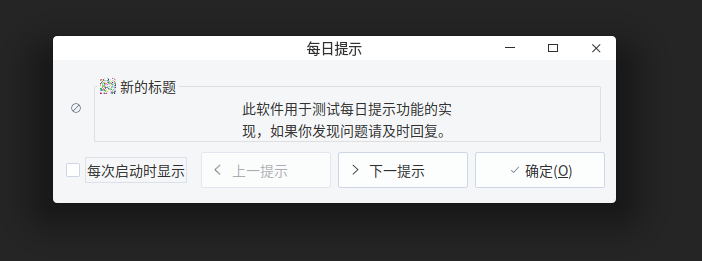 每日提示
新的标题
此软件用于测试每日提示功能的实
现，如果你发现问题请及时回复。
每次启动时显示
上一提示
下一提示
确定(O)